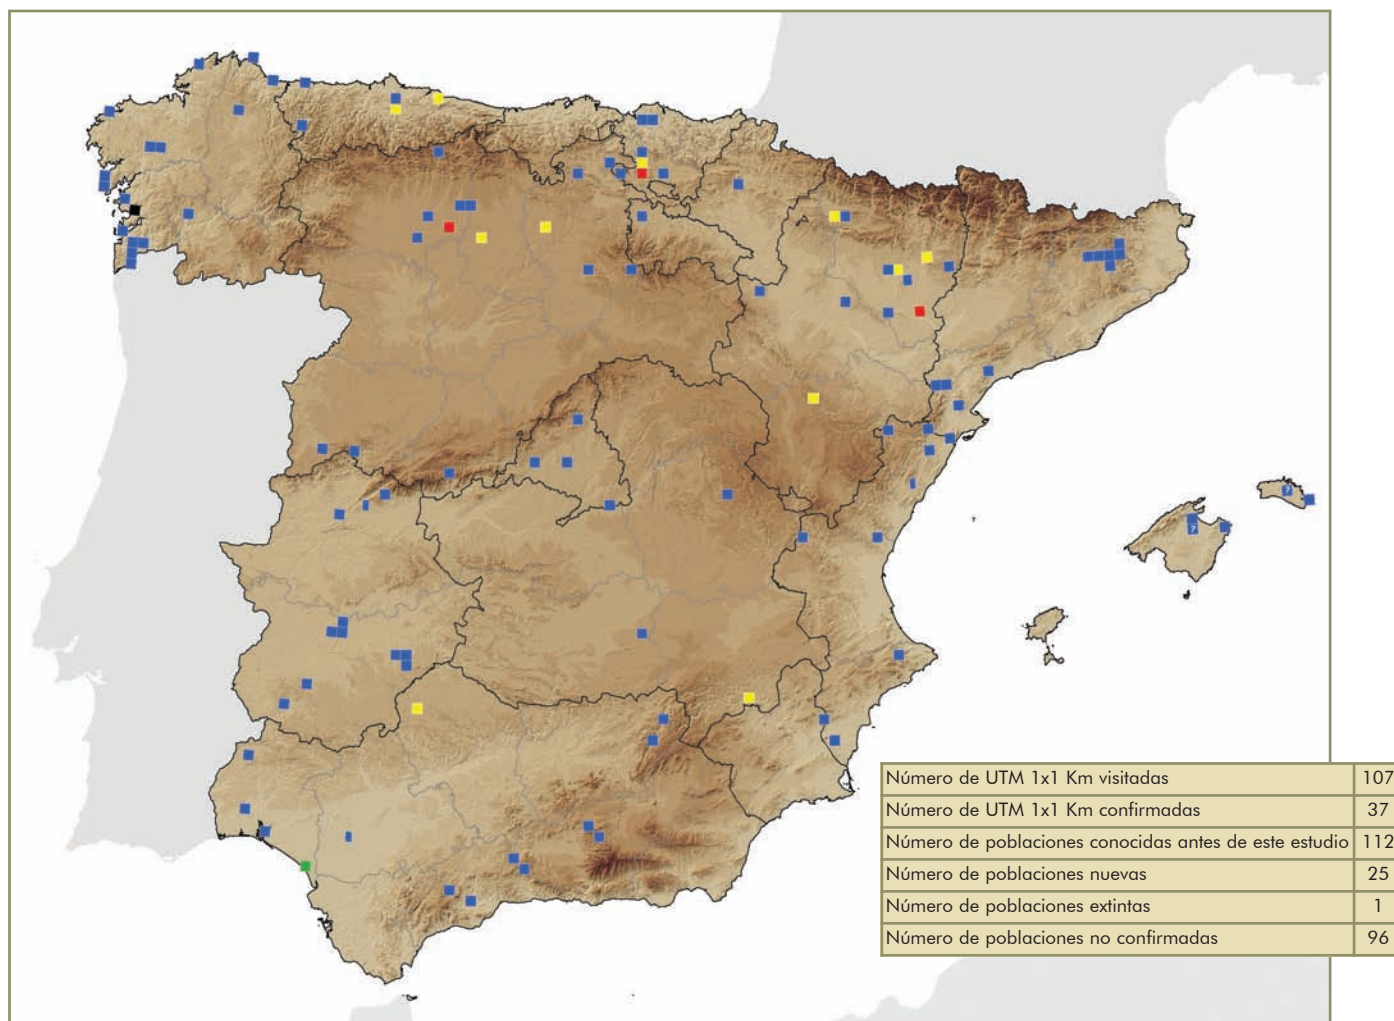 ?
?
Número de UTM 1x1 Km visitadas 107
Número de UTM 1x1 Km confirmadas 37
Número de poblaciones conocidas antes de este estudio 112
Número de poblaciones nuevas 25
Número de poblaciones extintas 1
Número de poblaciones no confirmadas 96